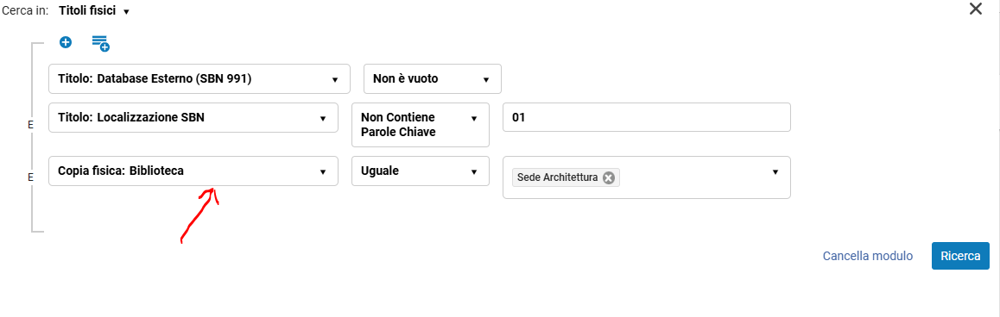 Cerca in: Titoli fisici
Titolo: Database Esterno (SBN 991) Non è vuoto
E
Titolo: Localizzazione SBN Non Contiene
Parole Chiave 01
E
Copia fisica: Biblioteca Uguale Sede Architettura
Cancella modulo Ricerca